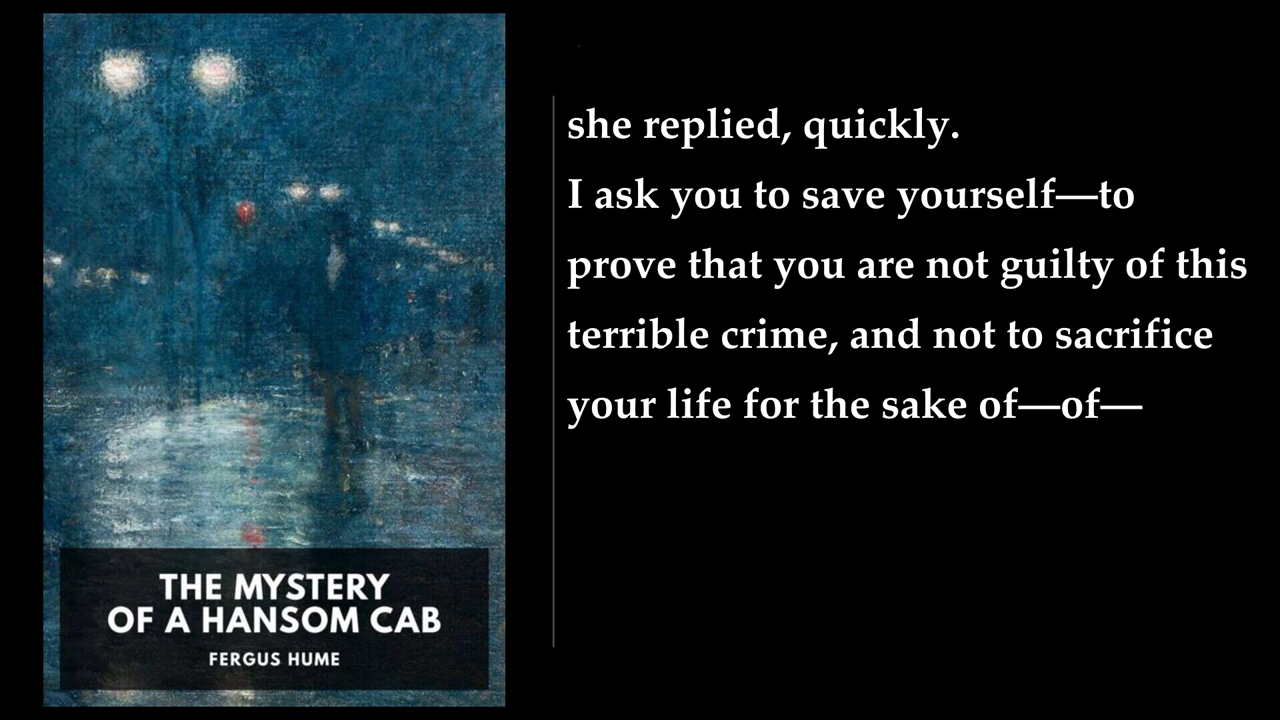 she replied, quickly.
I ask you to save yourself—to
prove that you are not guilty of this
terrible crime, and not to sacrifice
your life for the sake of—of—
THE MYSTERY
OF A HANSOM CAB
FERGUS HUME